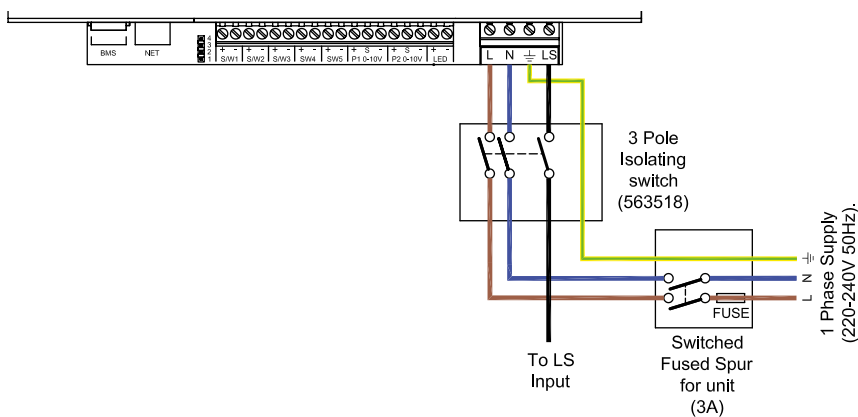 BMS
NET
4
3
2
1
+ - + - + - + - + - + S - + S - + -
S/W1 S/W2 S/W3 SW4 SW5 P1 0-10V P2 0-10V LED
L N LS
3 Pole
Isolating
switch
(563518)
1 Phase Supply
(220-240V 50Hz).
N
L
FUSE
Switched
Fused Spur
for unit
(3A)
To LS
Input